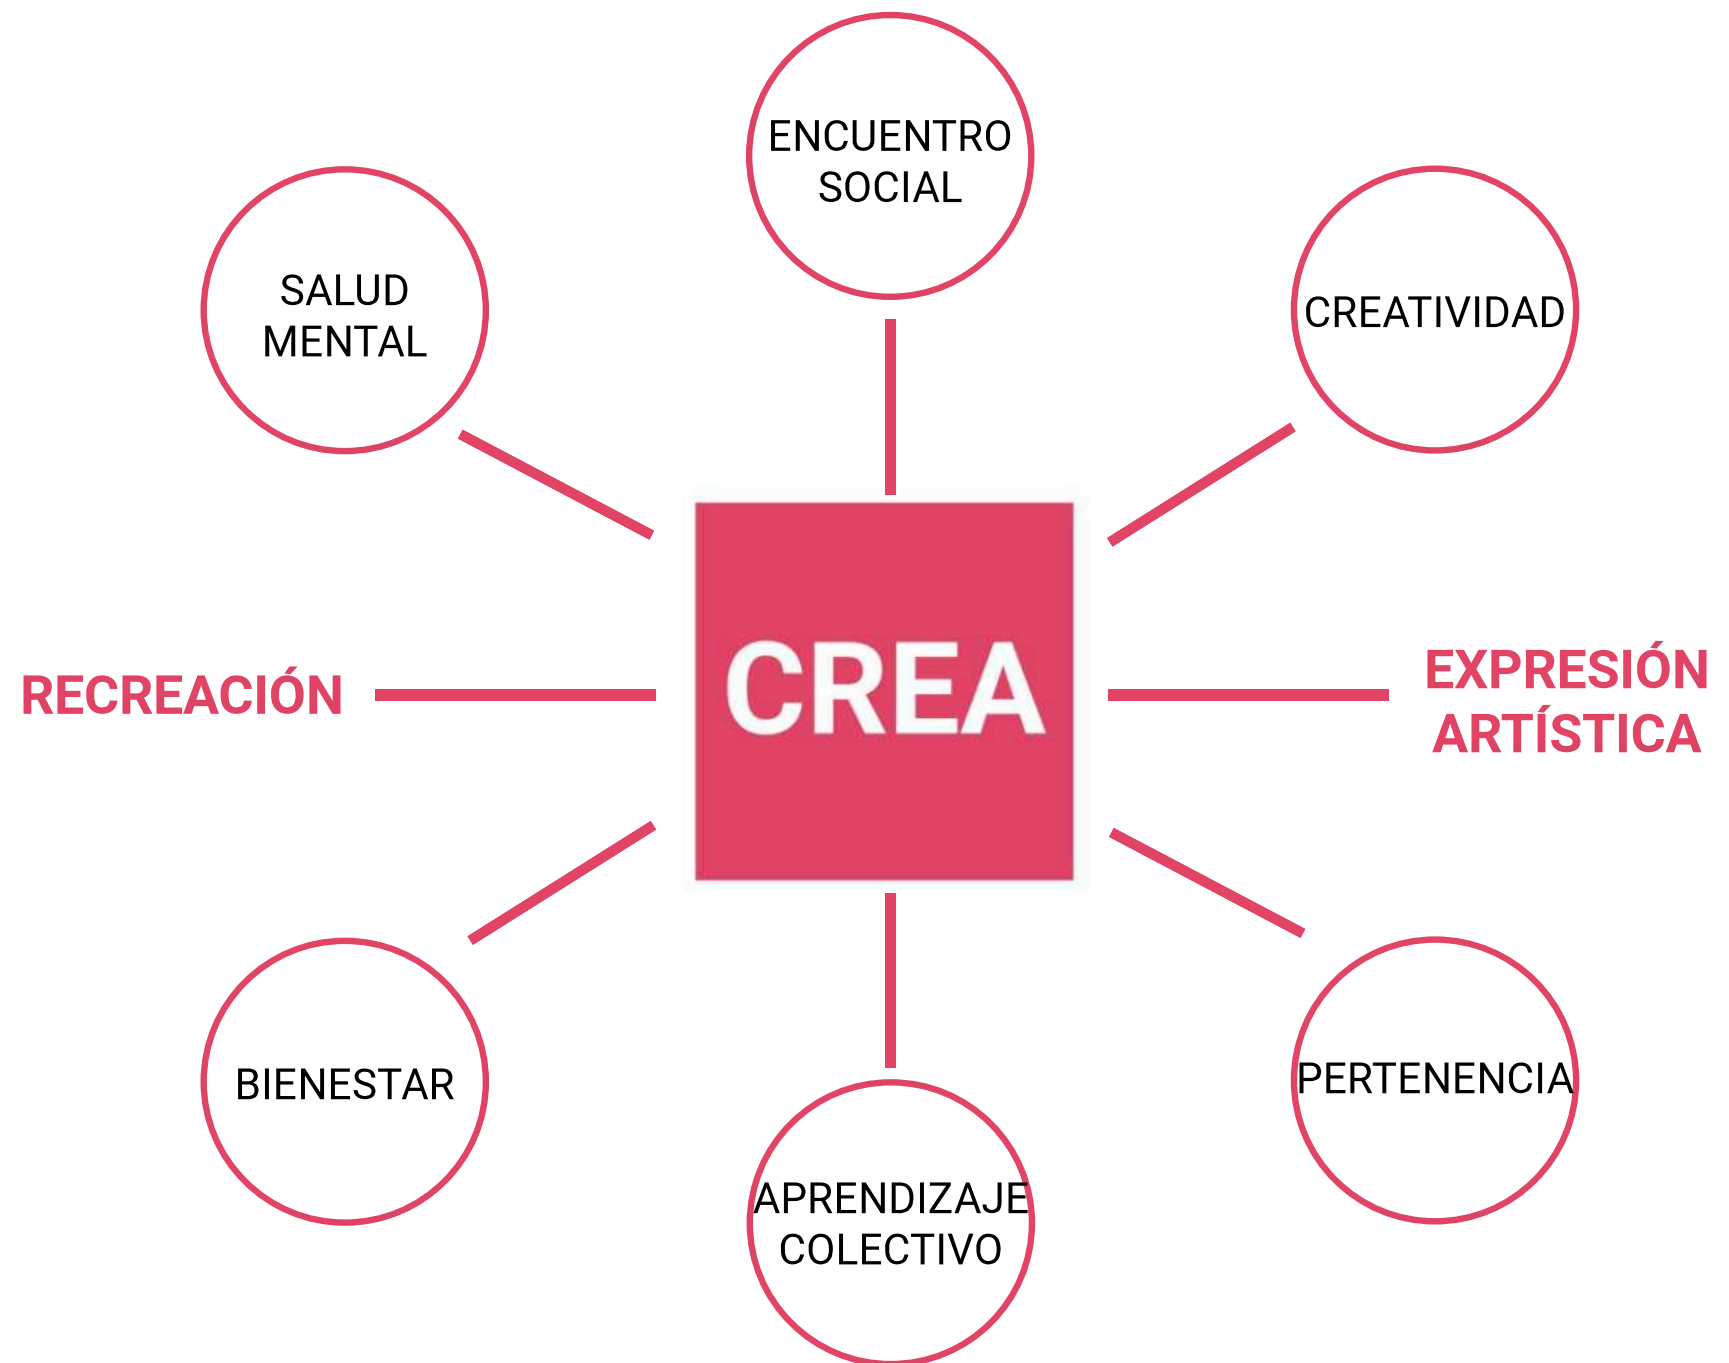 ENCUENTRO
SOCIAL
SALUD
MENTAL
CREATIVIDAD
RECREACIÓN
CREA
EXPRESIÓN
ARTÍSTICA
BIENESTAR
PERTENENCIA
APRENDIZAJE
COLECTIVO